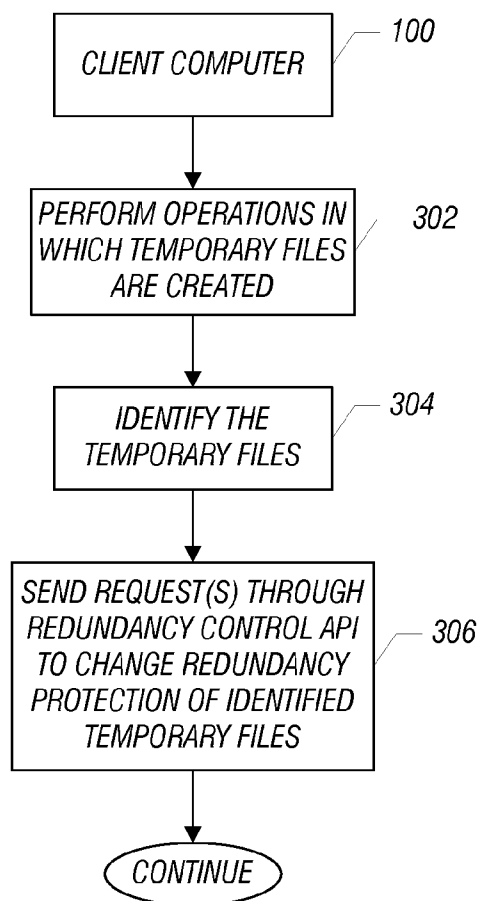 CLIENT COMPUTER
100
PERFORM OPERATIONS IN
WHICH TEMPORARY FILES
ARE CREATED
302
IDENTIFY THE
TEMPORARY FILES
304
SEND REQUEST(S) THROUGH
REDUNDANCY CONTROL API
TO CHANGE REDUNDANCY
PROTECTION OF IDENTIFIED
TEMPORARY FILES
306
CONTINUE